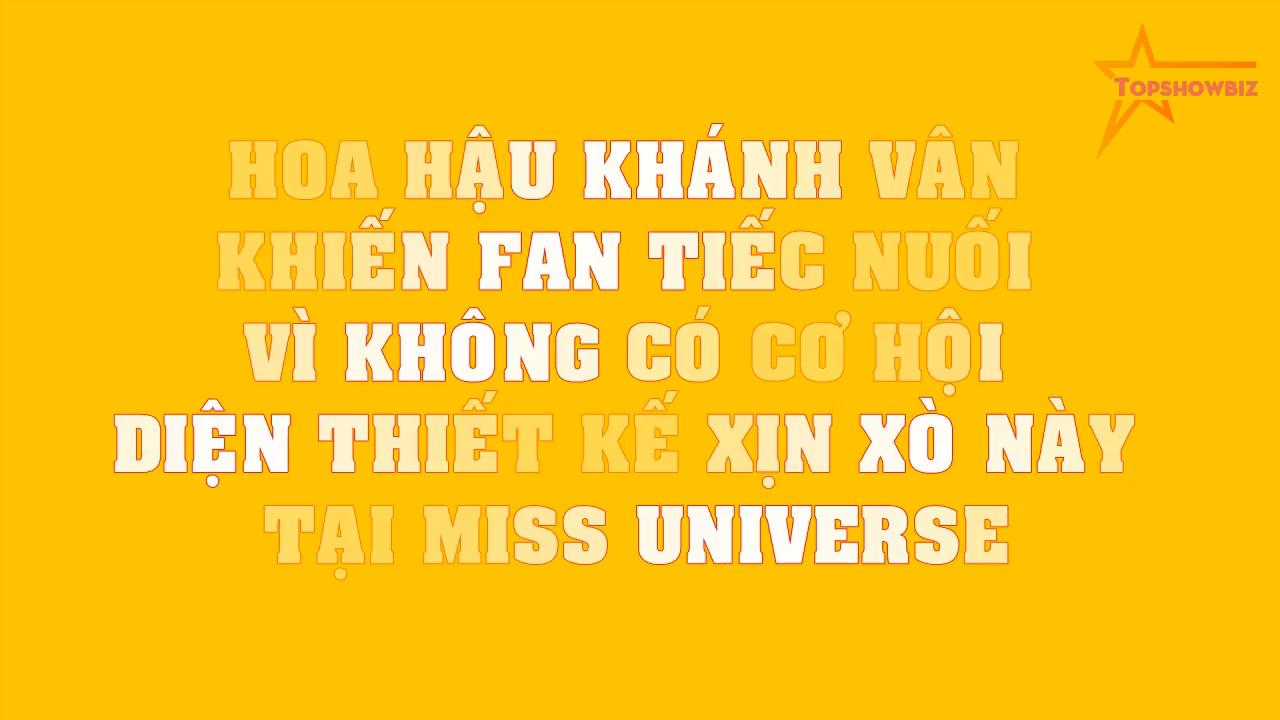 TOPSHOWBIZ
HOA HẬU KHÁNH VÂN
KHIẾN FAN TIẾC NUỐI
VÌ KHÔNG CÓ CƠ HỘI
DIỆN THIẾT KẾ XỊN XÒ NÀY
TẠI MISS UNIVERSE